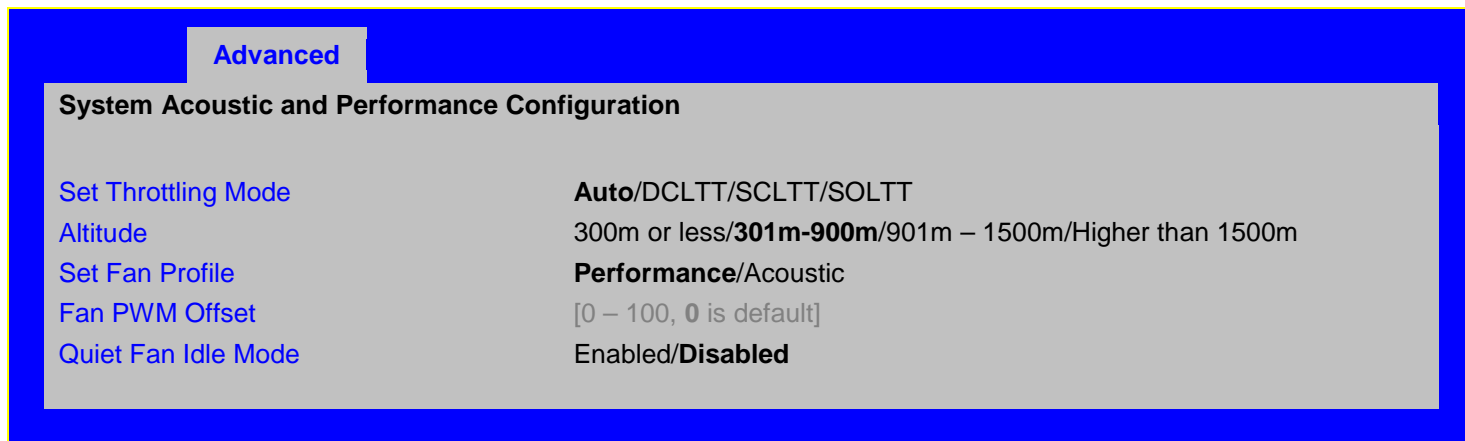 Advanced
System Acoustic and Performance Configuration
Set Throttling Mode Auto/DCLTT/SCLTT/SOLTT
Altitude 300m or less/301m-900m/901m – 1500m/Higher than 1500m
Set Fan Profile Performance/Acoustic
Fan PWM Offset [0 – 100, 0 is default]
Quiet Fan Idle Mode Enabled/Disabled